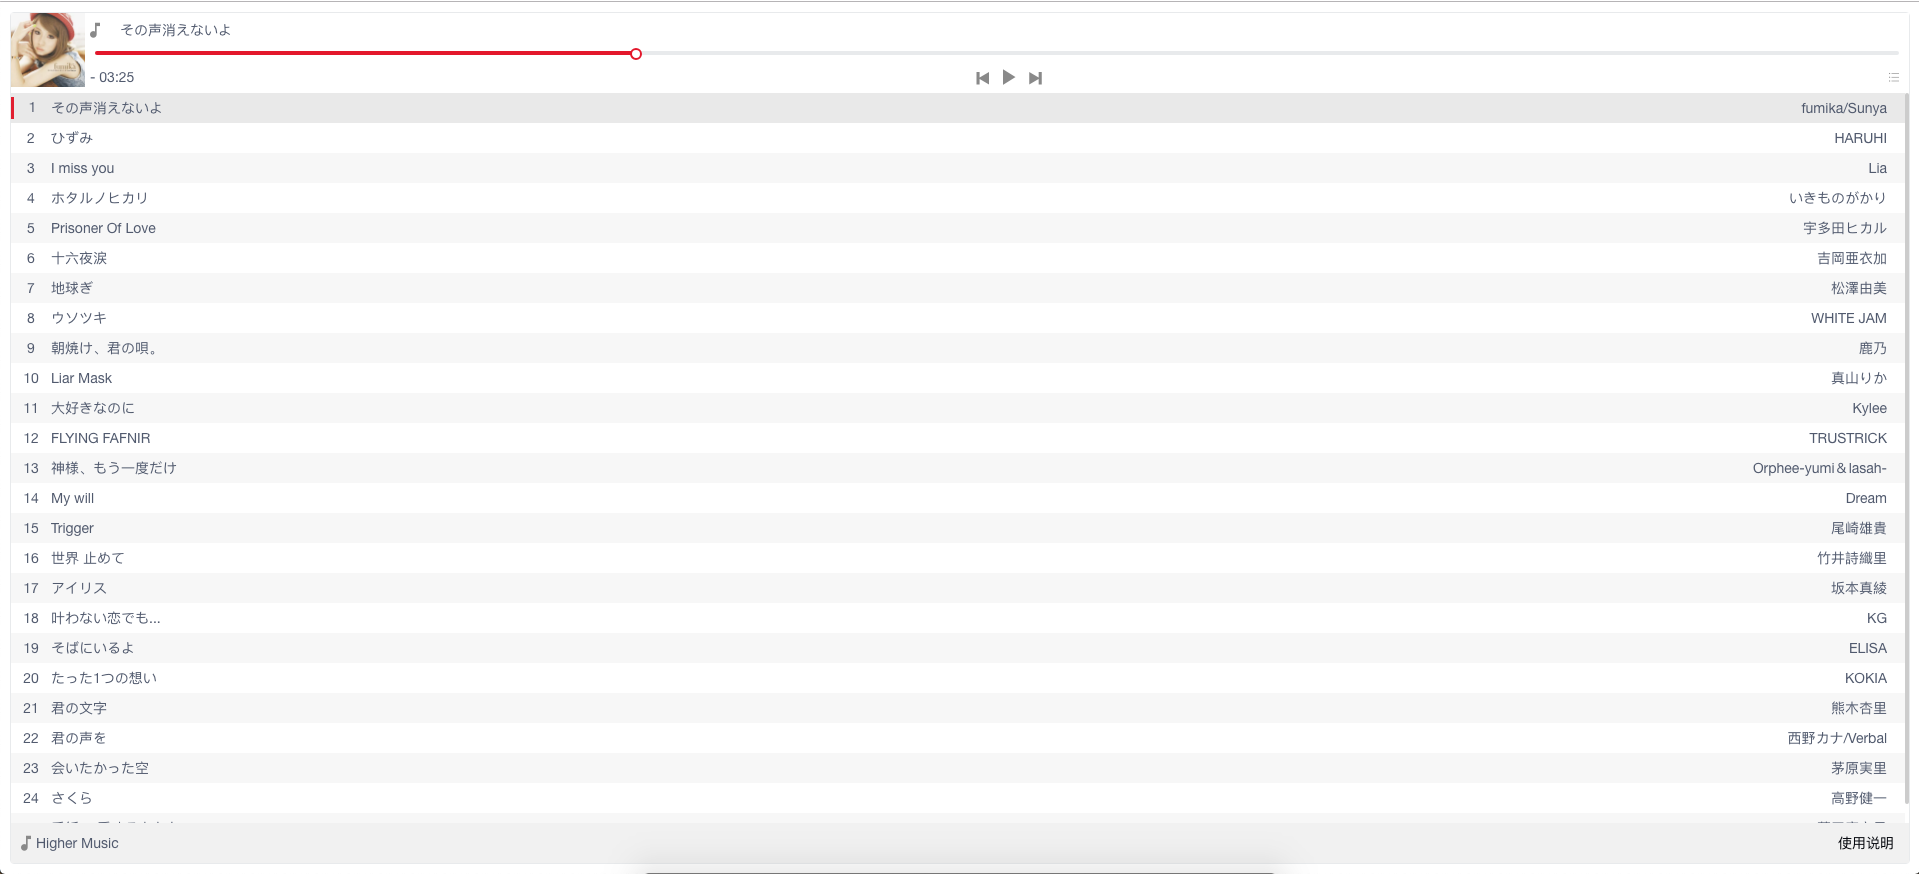 その声消えないよ
- 03:25
1 その声消えないよ fumika/Sunya
2 ひずみ HARUHI
3 I miss you Lia
4 ホタルノヒカリ いきものがかり
5 Prisoner Of Love 宇多田ヒカル
6 十六夜涙 吉岡亜衣加
7 地球ぎ 松澤由美
8 ウソツキ WHITE JAM
9 朝焼け、君の唄。 鹿乃
10 Liar Mask 真山りか
11 大好きなのに Kylee
12 FLYING FAFNIR TRUSTRICK
13 神様、もう一度だけ Orphee-yumi＆lasah-
14 My will Dream
15 Trigger 尾崎雄貴
16 世界 止めて 竹井詩織里
17 アイリス 坂本真綾
18 叶わない恋でも... KG
19 そばにいるよ ELISA
20 たった1つの想い KOKIA
21 君の文字 熊木杏里
22 君の声を 西野カナ/Verbal
23 会いたかった空 茅原実里
24 さくら 高野健一
Higher Music 使用说明